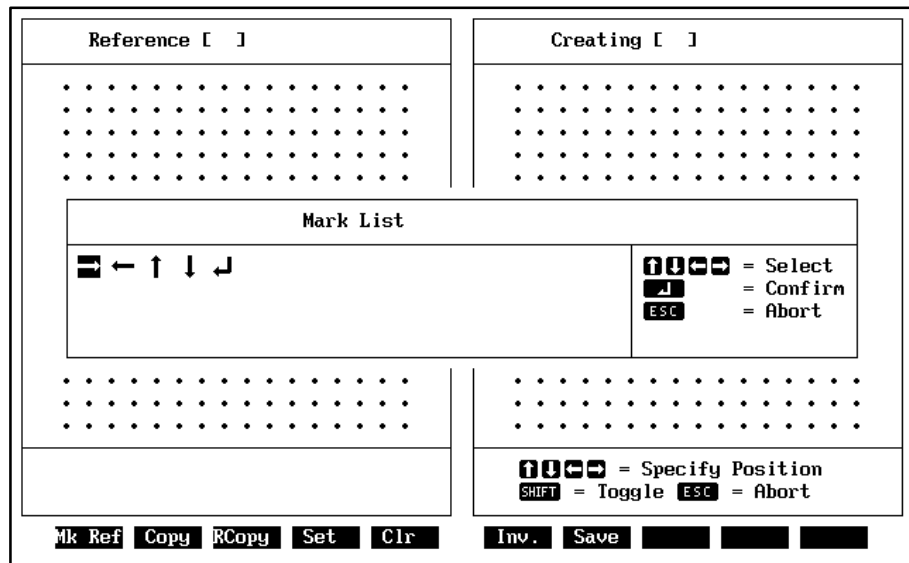 Reference [ ]
Creating [ ]
Mark List
→ ← ↑ ↓ ↵
↑ ↓ ← → = Select
↵ = Confirm
ESC = Abort
↑ ↓ ← → = Specify Position
SHIFT = Toggle ESC = Abort
Mk Ref Copy RCopy Set Clr Inv. Save